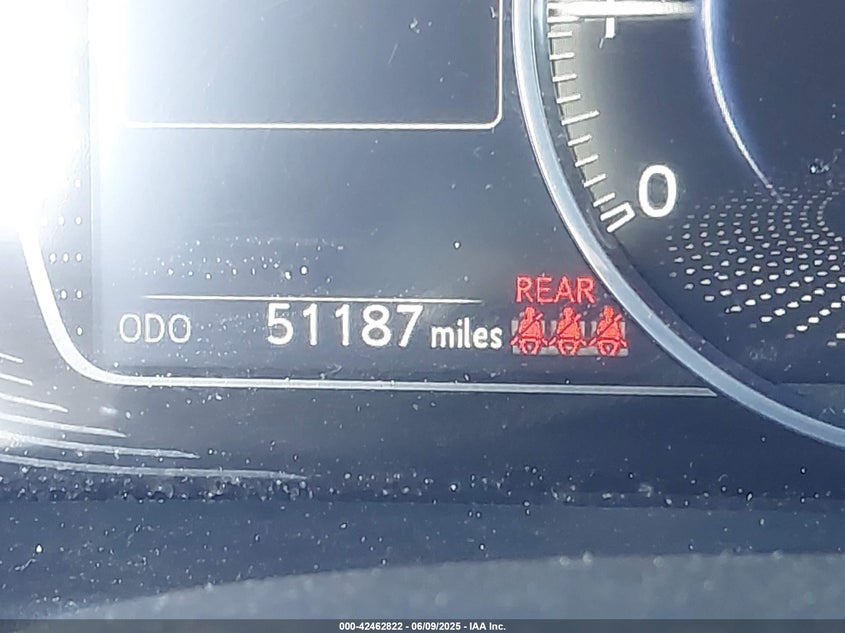 0
REAR
ODO 51187 miles
000-42462822 - 06/09/2025 - IAA Inc.